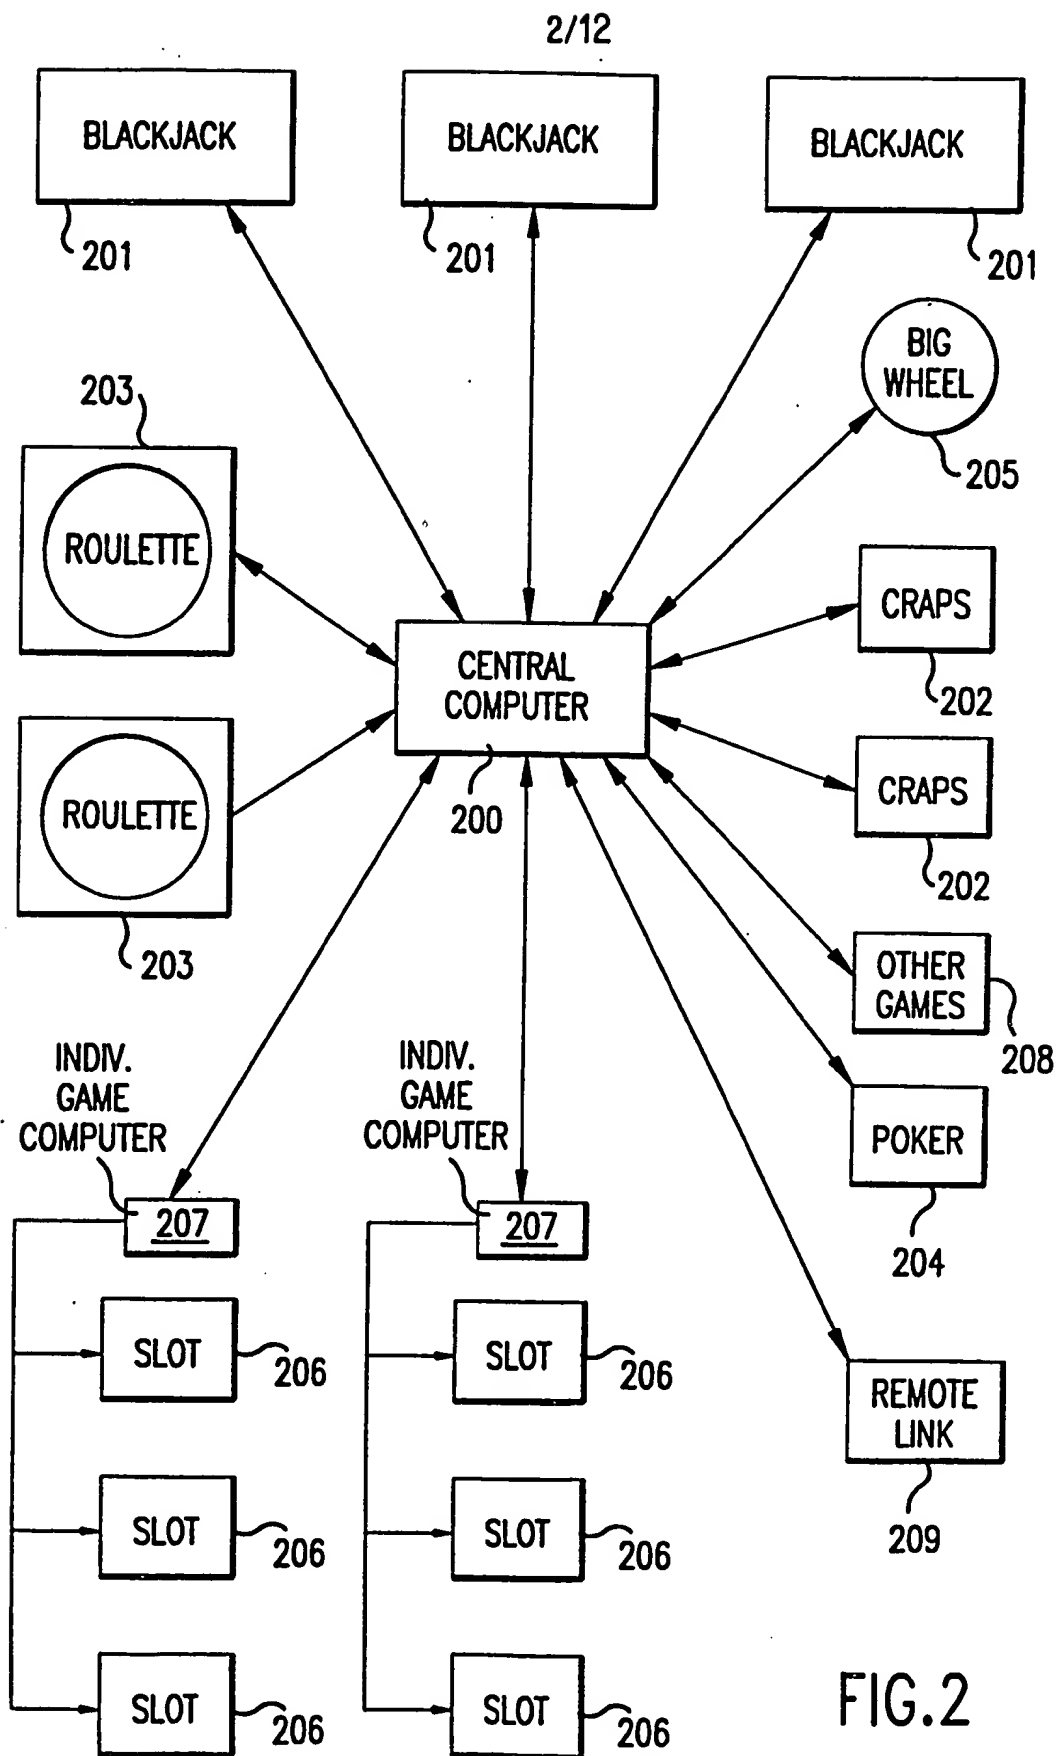 2/12
BLACKJACK
BLACKJACK
BLACKJACK
201
201
201
BIG
WHEEL
205
203
ROULETTE
CRAPS
202
CENTRAL
COMPUTER
200
ROULETTE
203
CRAPS
202
OTHER
GAMES
208
INDIV.
GAME
COMPUTER
207
INDIV.
GAME
COMPUTER
207
POKER
204
SLOT
206
SLOT
206
REMOTE
LINK
209
SLOT
206
SLOT
206
SLOT
206
SLOT
206
FIG.2